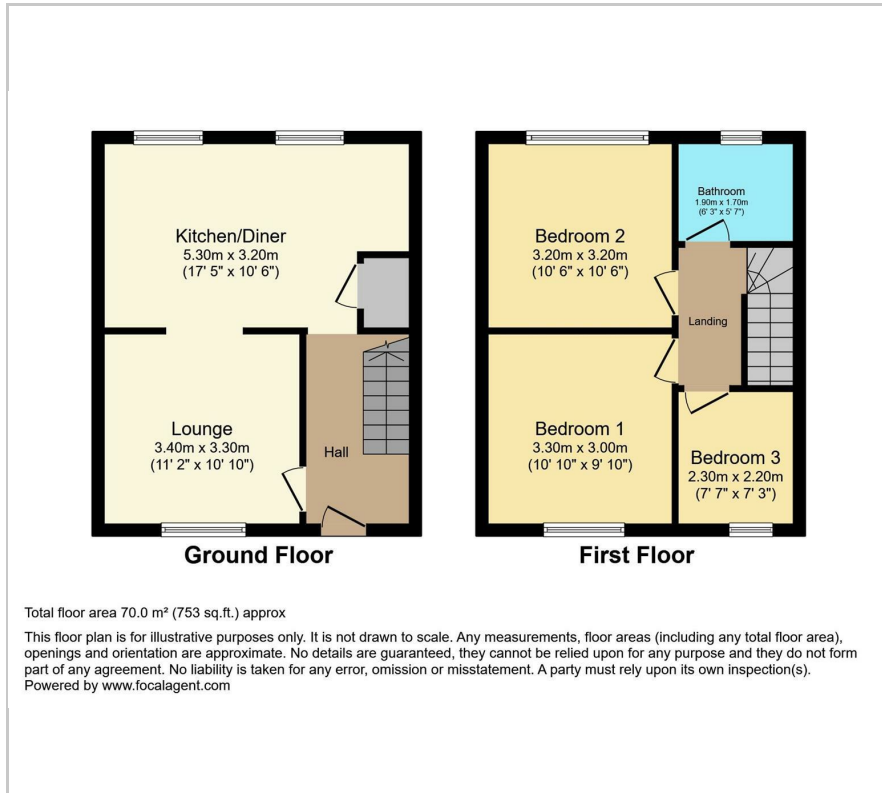 Kitchen/Diner
5.30m x 3.20m
(17' 5" x 10' 6")
Lounge
3.40m x 3.30m
(11' 2" x 10' 10")
Hall
Ground Floor
Bedroom 2
3.20m x 3.20m
(10' 6" x 10' 6")
Bathroom
1.90m x 1.70m
(6' 3" x 5' 7")
Landing
Bedroom 1
3.30m x 3.00m
(10' 10" x 9' 10")
Bedroom 3
2.30m x 2.20m
(7' 7" x 7' 3")
First Floor
Total floor area 70.0 m² (753 sq.ft.) approx
This floor plan is for illustrative purposes only. It is not drawn to scale. Any measurements, floor areas (including any total floor area),
openings and orientation are approximate. No details are guaranteed, they cannot be relied upon for any purpose and they do not form
part of any agreement. No liability is taken for any error, omission or misstatement. A party must rely upon its own inspection(s).
Powered by www.focalagent.com